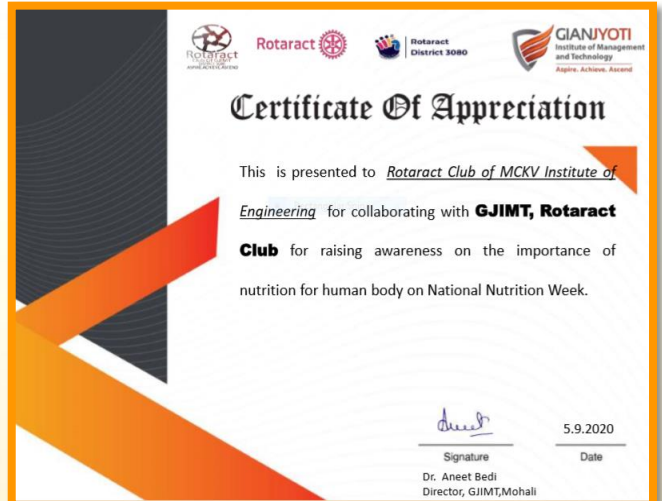 Rotaract
Rotaract
Rotaract
District 3080
GIANJYOTI
Institute of Management
and Technology
Aspire. Achieve. Ascend
Certificate Of Appreciation
This is presented to Rotaract Club of MCKV Institute of
Engineering for collaborating with GJIMT, Rotaract
Club for raising awareness on the importance of
nutrition for human body on National Nutrition Week.
5.9.2020
Signature
Date
Dr. Aneet Bedi
Director, GJIMT,Mohali